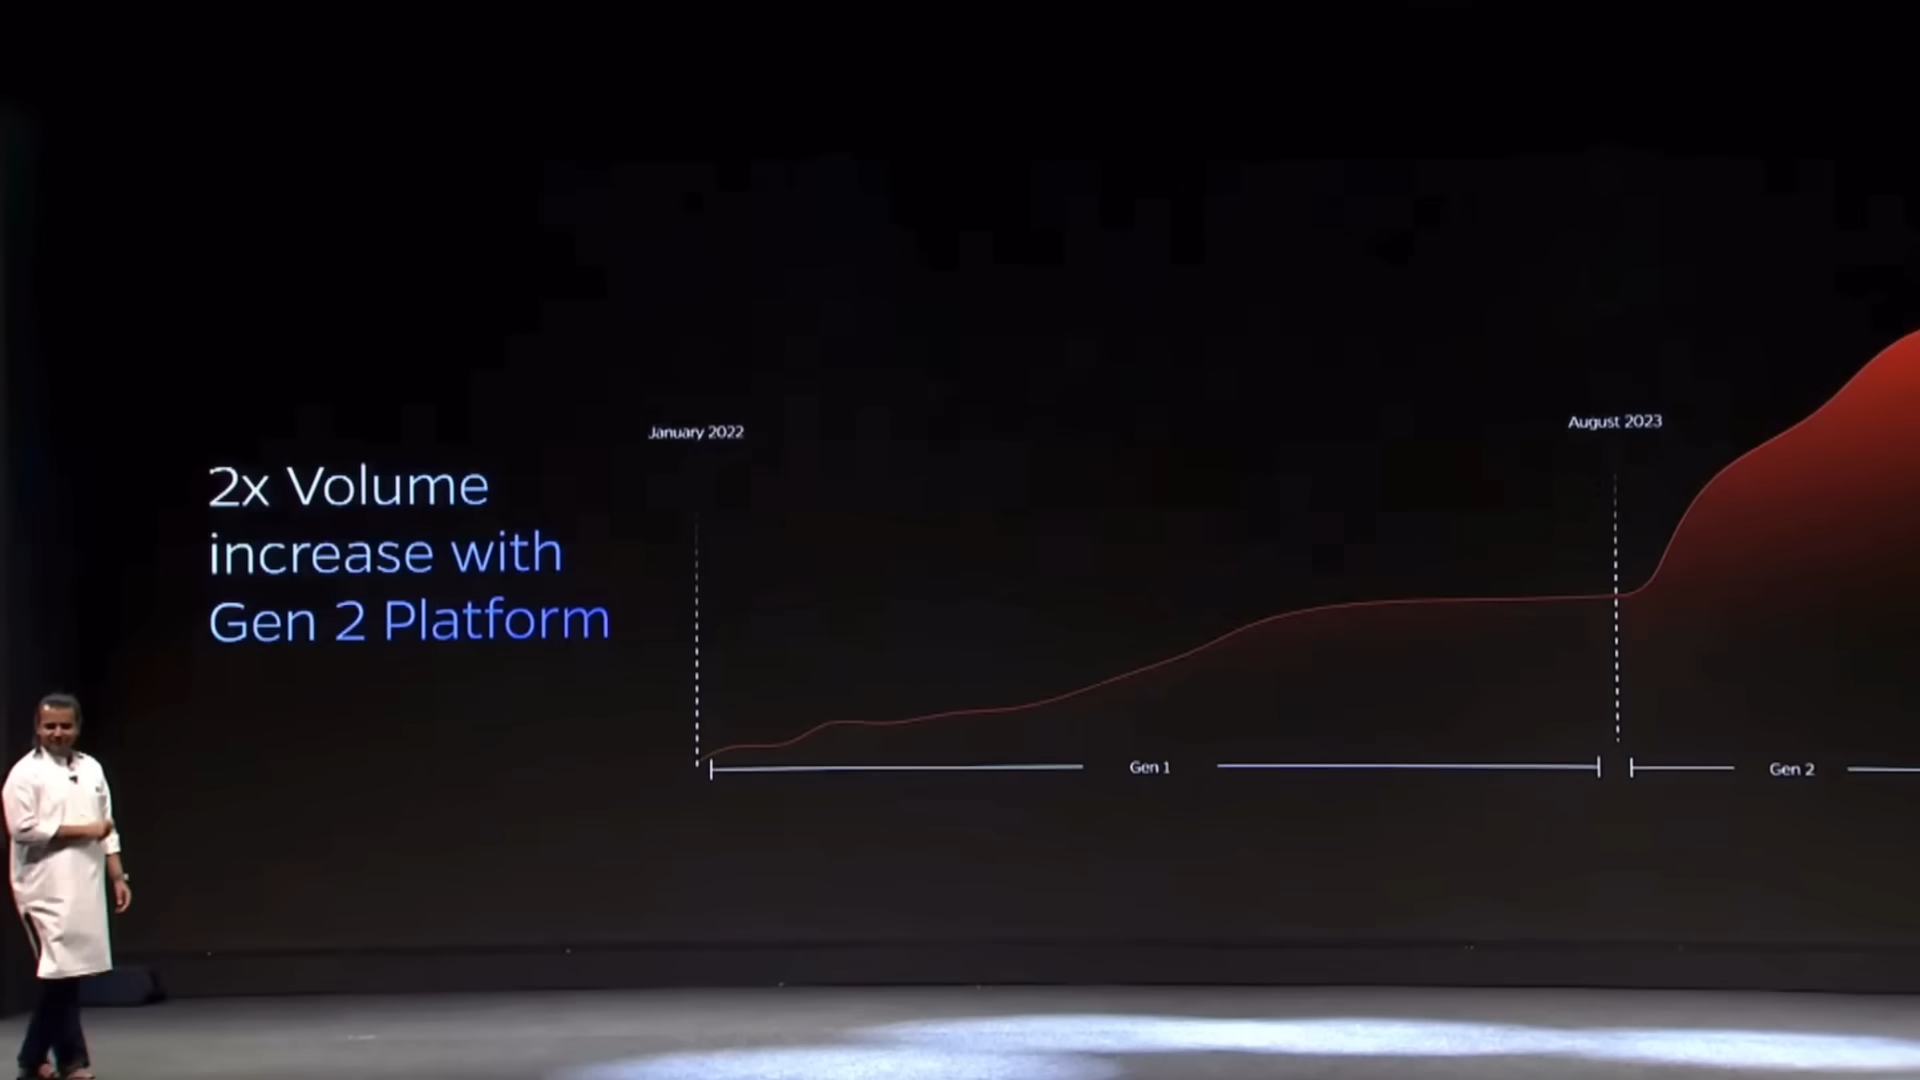 January 2022
August 2023
2x Volume
increase with
Gen 2 Platform
Gen 1
Gen 2